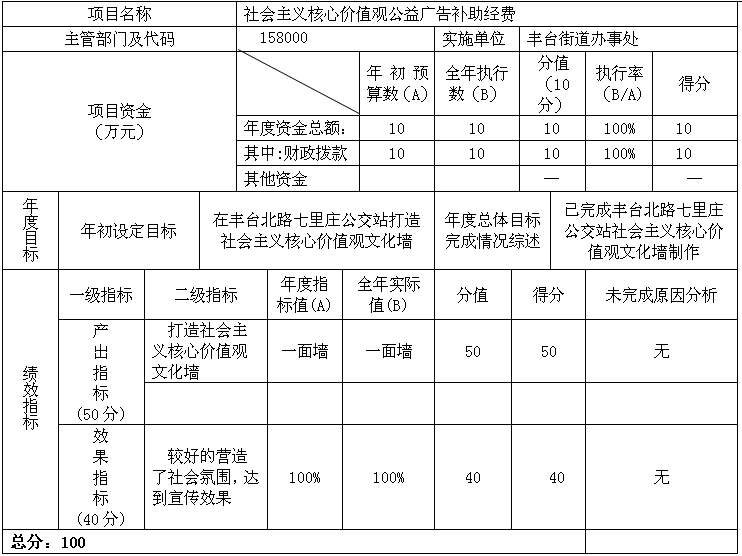 项目名称 社会主义核心价值观公益广告补助经费
主管部门及代码 158000 实施单位 丰台街道办事处
项目资金
（万元）
年初预
算数（A）
全年执行
数（B）
分值
（10
分）
执行率
（B/A）
得分
年度资金总额： 10 10 10 100% 10
其中:财政拨款 10 10 10 100% 10
其他资金 — —
年度目标
年初设定目标
在丰台北路七里庄公交站打造
社会主义核心价值观文化墙
年度总体目标
完成情况综述
已完成丰台北路七里庄
公交站社会主义核心价
值观文化墙制作
绩效指标
一级指标 二级指标
年度指
标值(A)
全年实际
值(B)
分值 得分 未完成原因分析
产
出
指
标
(50分)
打造社会主
义核心价值观
文化墙
一面墙 一面墙 50 50 无
效
果
指
标
(40分)
较好的营造
了社会氛围，达
到宣传效果
100% 100% 40 40 无
总分：100